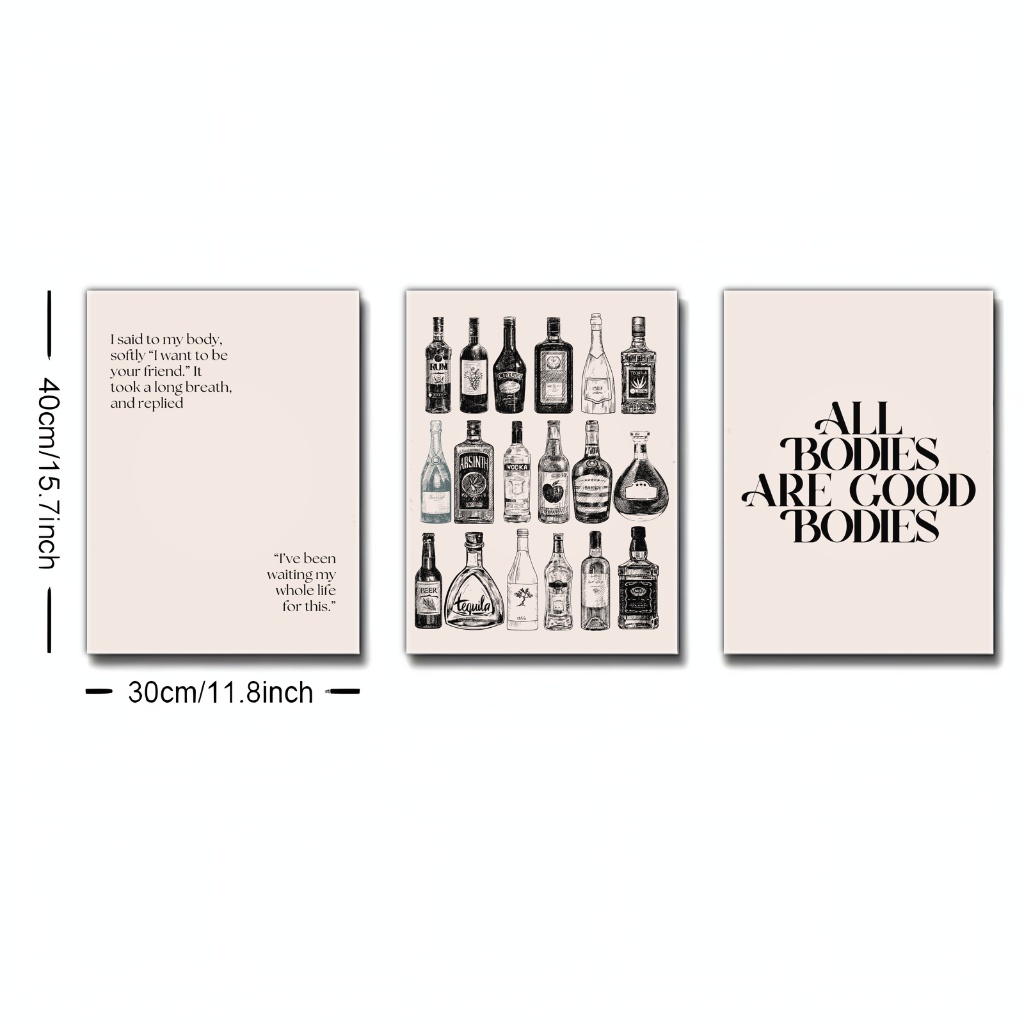 I said to my body,
softly “I want to be
your friend.” It
took a long breath,
and replied
“I’ve been
waiting my
whole life
for this.”
RUM
ABSINTH
VODKA
BEER
tequila
ALL
BODIES
ARE GOOD
BODIES
40cm/15.7inch
30cm/11.8inch